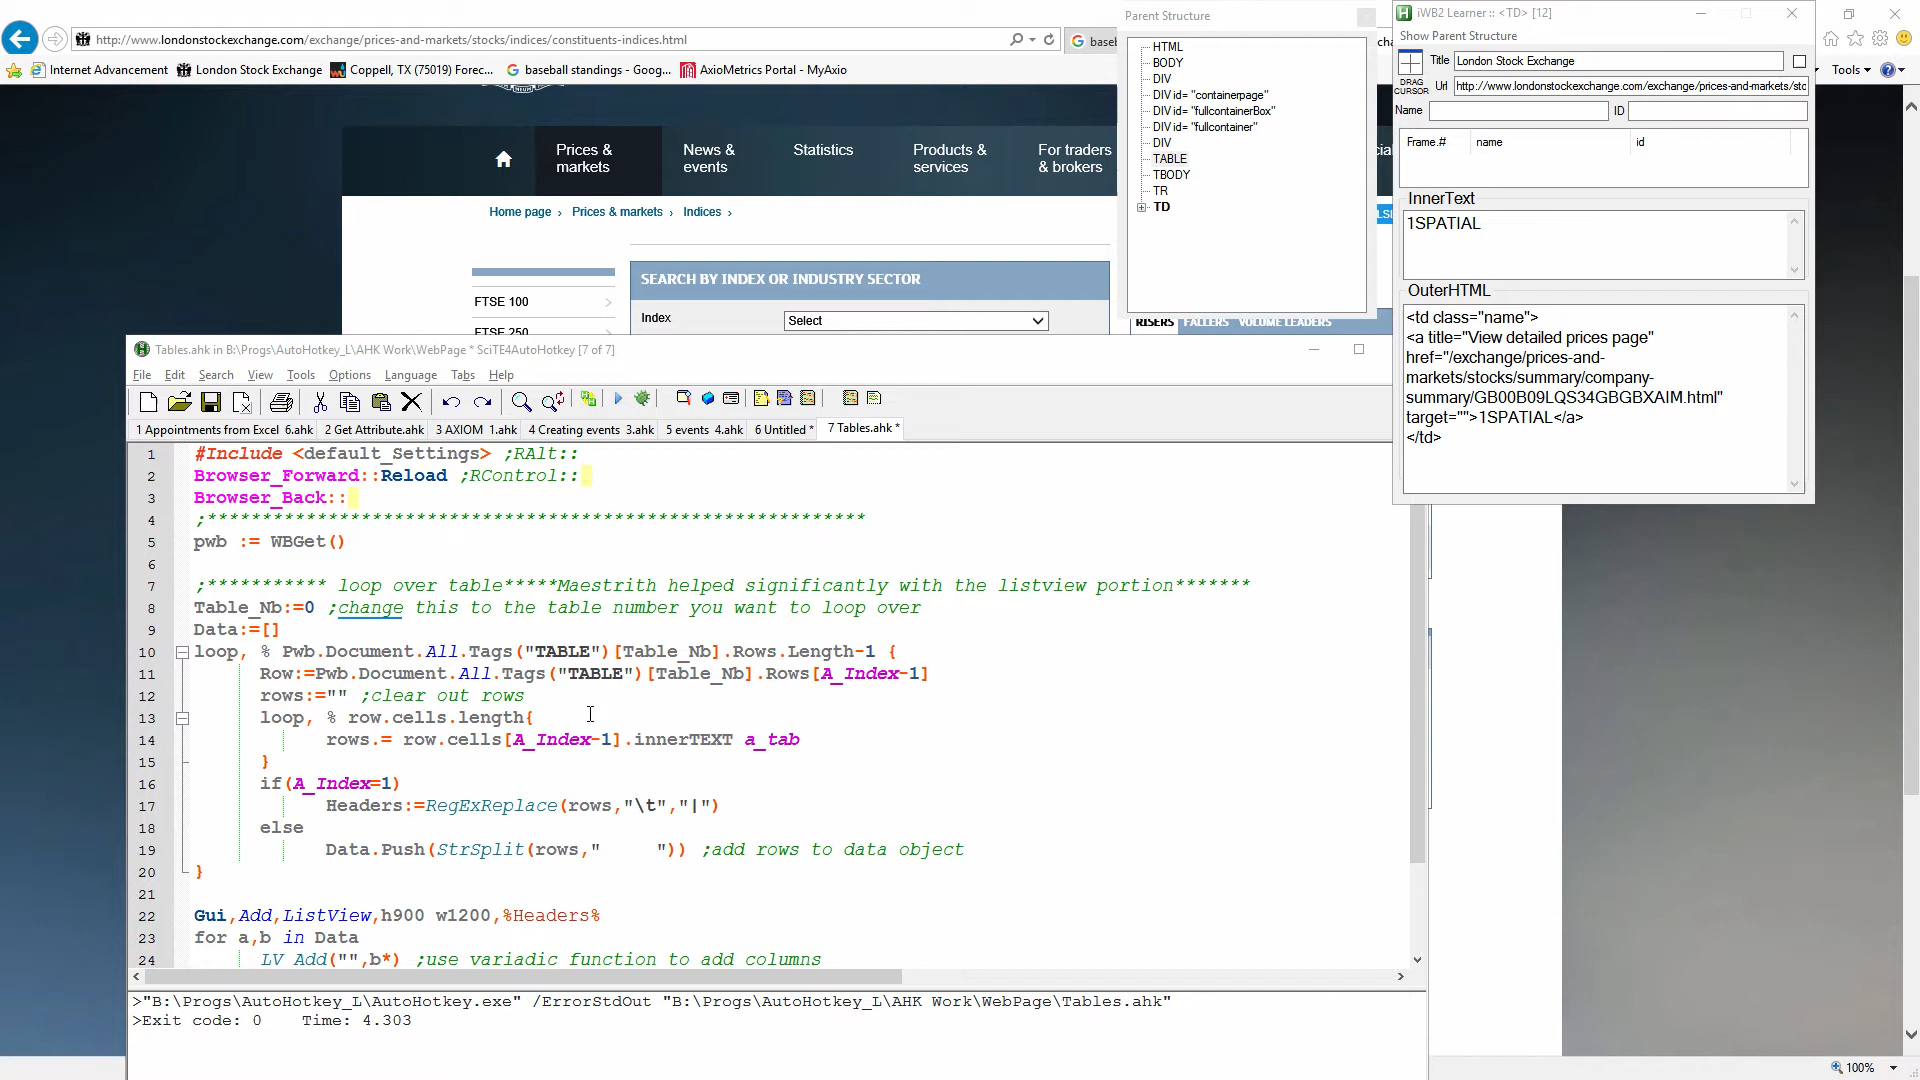 http://www.londonstockexchange.com/exchange/prices-and-markets/stocks/indices/constituents-indices.html
Internet Advancement
London Stock Exchange
Coppell, TX (75019) Forec...
baseball standings - Goog...
AxioMetrics Portal - MyAxio
Tools
Prices & markets
News & events
Statistics
Products & services
For traders & brokers
Home page › Prices & markets › Indices ›
SEARCH BY INDEX OR INDUSTRY SECTOR
Index
Select
FTSE 100
FTSE 250
RISERS FALLERS VOLUME LEADERS
Parent Structure
HTML
BODY
DIV
DIV id= "containerpage"
DIV id= "fullcontainerBox"
DIV id= "fullcontainer"
DIV
TABLE
TBODY
TR
TD
iWB2 Learner :: <TD> [12]
Show Parent Structure
DRAG CURSOR
Title London Stock Exchange
Url http://www.londonstockexchange.com/exchange/prices-and-markets/sto
Name
ID
Frame.# name id
InnerText
1SPATIAL
OuterHTML
<td class="name">
<a title="View detailed prices page"
href="/exchange/prices-and-
markets/stocks/summary/company-
summary/GB00B09LQS34GBGBXAIM.html"
target="">1SPATIAL</a>
</td>
Tables.ahk in B:\Progs\AutoHotkey_L\AHK Work\WebPage * SciTE4AutoHotkey [7 of 7]
File Edit Search View Tools Options Language Tabs Help
1 Appointments from Excel 6.ahk 2 Get Attribute.ahk 3 AXIOM 1.ahk 4 Creating events 3.ahk 5 events 4.ahk 6 Untitled * 7 Tables.ahk *
1 #Include <default_Settings> ;RAlt::
2 Browser_Forward::Reload ;RControl::
3 Browser_Back::
4 ;************************************************************
5 pwb := WBGet()
6
7 ;*********** loop over table*****Maestrith helped significantly with the listview portion*******
8 Table_Nb:=0 ;change this to the table number you want to loop over
9 Data:=[]
10 loop, % Pwb.Document.All.Tags("TABLE")[Table_Nb].Rows.Length-1 {
11 Row:=Pwb.Document.All.Tags("TABLE")[Table_Nb].Rows[A_Index-1]
12 rows:="" ;clear out rows
13 loop, % row.cells.length{
14 rows.= row.cells[A_Index-1].innerTEXT a_tab
15 }
16 if(A_Index=1)
17 Headers:=RegExReplace(rows,"\t","|")
18 else
19 Data.Push(StrSplit(rows,"	")) ;add rows to data object
20 }
21
22 Gui,Add,ListView,h900 w1200,%Headers%
23 for a,b in Data
24 LV_Add("",b*) ;use variadic function to add columns
>"B:\Progs\AutoHotkey_L\AutoHotkey.exe" /ErrorStdOut "B:\Progs\AutoHotkey_L\AHK Work\WebPage\Tables.ahk"
>Exit code: 0 Time: 4.303
100%